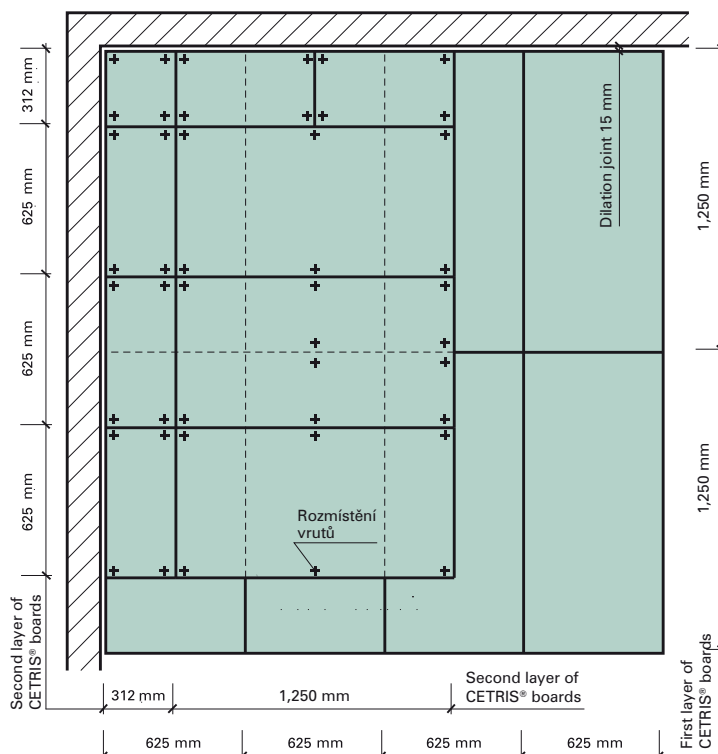 312 mm
625 mm
625 mm
625 mm
Second layer of
CETRIS® boards
Dilation joint 15 mm
1,250 mm
1,250 mm
First layer of
CETRIS® boards
Rozmístění
vrutů
312 mm
1,250 mm
Second layer of
CETRIS® boards
625 mm
625 mm
625 mm
625 mm